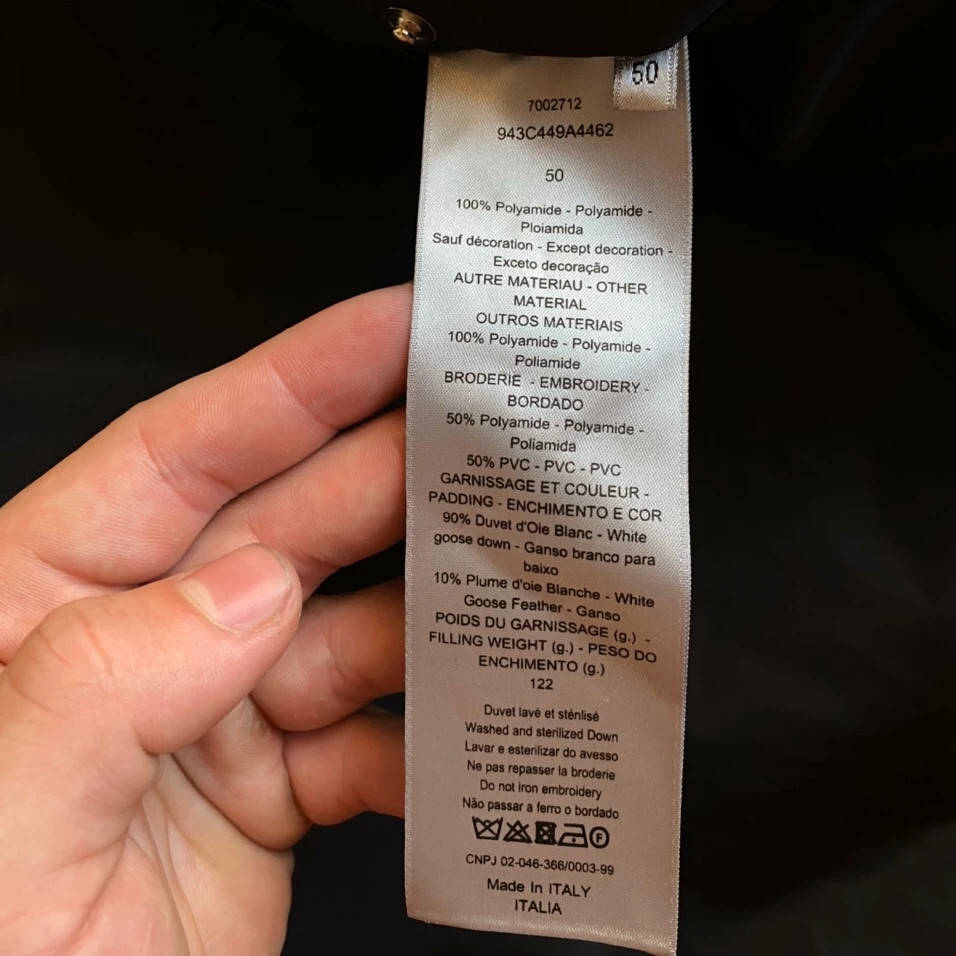 50
7002712
943C449A4462
50
100% Polyamide - Polyamide -
Ploiamida
Sauf décoration - Except decoration -
Exceto decoração
AUTRE MATERIAU - OTHER
MATERIAL
OUTROS MATERIAIS
100% Polyamide - Polyamide -
Poliamide
BRODERIE - EMBROIDERY -
BORDADO
50% Polyamide - Polyamide -
Poliamida
50% PVC - PVC - PVC
GARNISSAGE ET COULEUR -
PADDING - ENCHIMENTO E COR
90% Duvet d'Oie Blanc - White
goose down - Ganso branco para
baixo
10% Plume d'oie Blanche - White
Goose Feather - Ganso
POIDS DU GARNISSAGE (g.) -
FILLING WEIGHT (g.) - PESO DO
ENCHIMENTO (g.)
122
Duvet lavé et sténlisé
Washed and sterilized Down
Lavar e esterilizar do avesso
Ne pas repasser la broderie
Do not iron embroidery
Não passar a ferro o bordado
F
CNPJ 02-046-366/0003-99
Made In ITALY
ITALIA